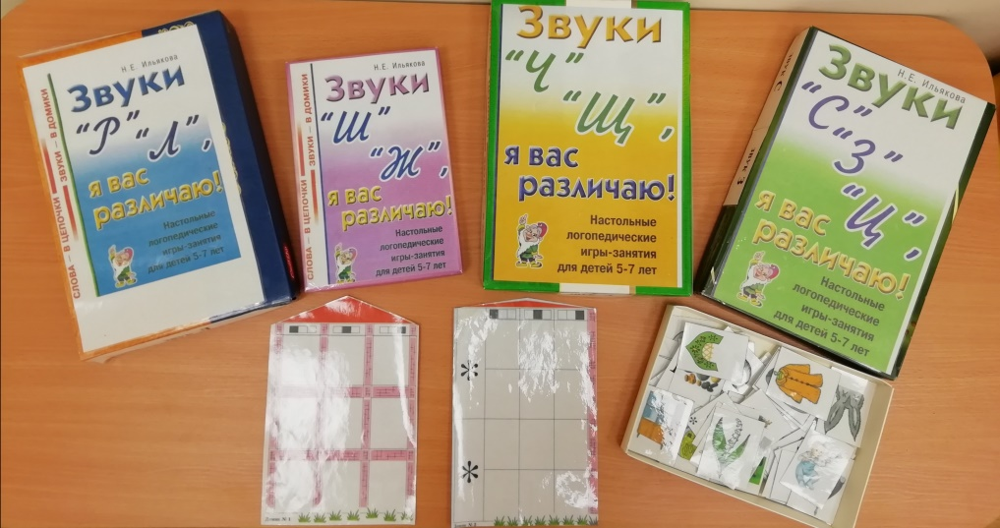 СЛОВА – В ЦЕПОЧКИ ЗВУКИ – В ДОМИКИ
Н.Е. Ильякова
Звуки
“Р”
“Л”,
я вас
различаю!
Настольные
логопедические
игры-занятия
для детей 5-7 лет
СЛОВА – В ЦЕПОЧКИ ЗВУКИ – В ДОМИКИ
Н.Е. Ильякова
Звуки
“Ш”
“Ж”,
я вас
различаю!
Настольные
логопедические
игры-занятия
для детей 5-7 лет
Звуки
“Ч”
“Щ”,
я вас
различаю!
Настольные
логопедические
игры-занятия
для детей 5-7 лет
Н.Е. Ильякова
Звуки
“С”
“З”
“Ц”,
я вас
различаю!
Настольные
логопедические
игры-занятия
для детей 5-7 лет